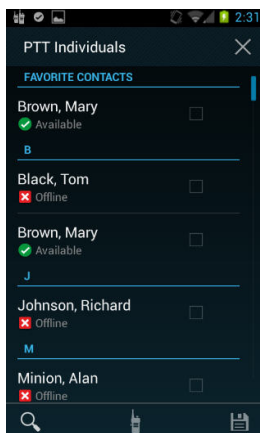 2:31
PTT Individuals
FAVORITE CONTACTS
Brown, Mary
Available
B
Black, Tom
Offline
Brown, Mary
Available
J
Johnson, Richard
Offline
M
Minion, Alan
Offline